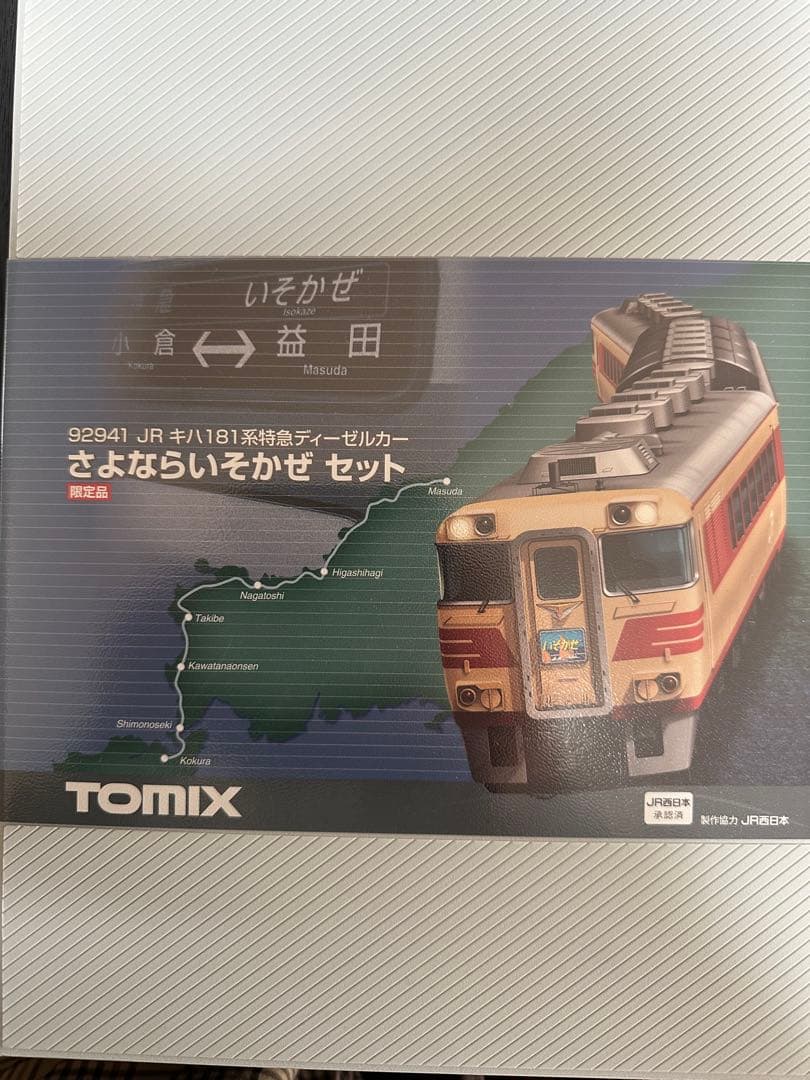 いそかぜ
Isokaze
小倉 ⟷ 益田
Kokura Masuda
92941 JR キハ181系特急ディーゼルカー
さよならいそかぜ セット
限定品
Masuda
Higashihagi
Nagatoshi
Takibe
Kawatanaonsen
Shimonoseki
Kokura
いそかぜ
TOMIX
JR西日本
承認済
製作協力 JR西日本